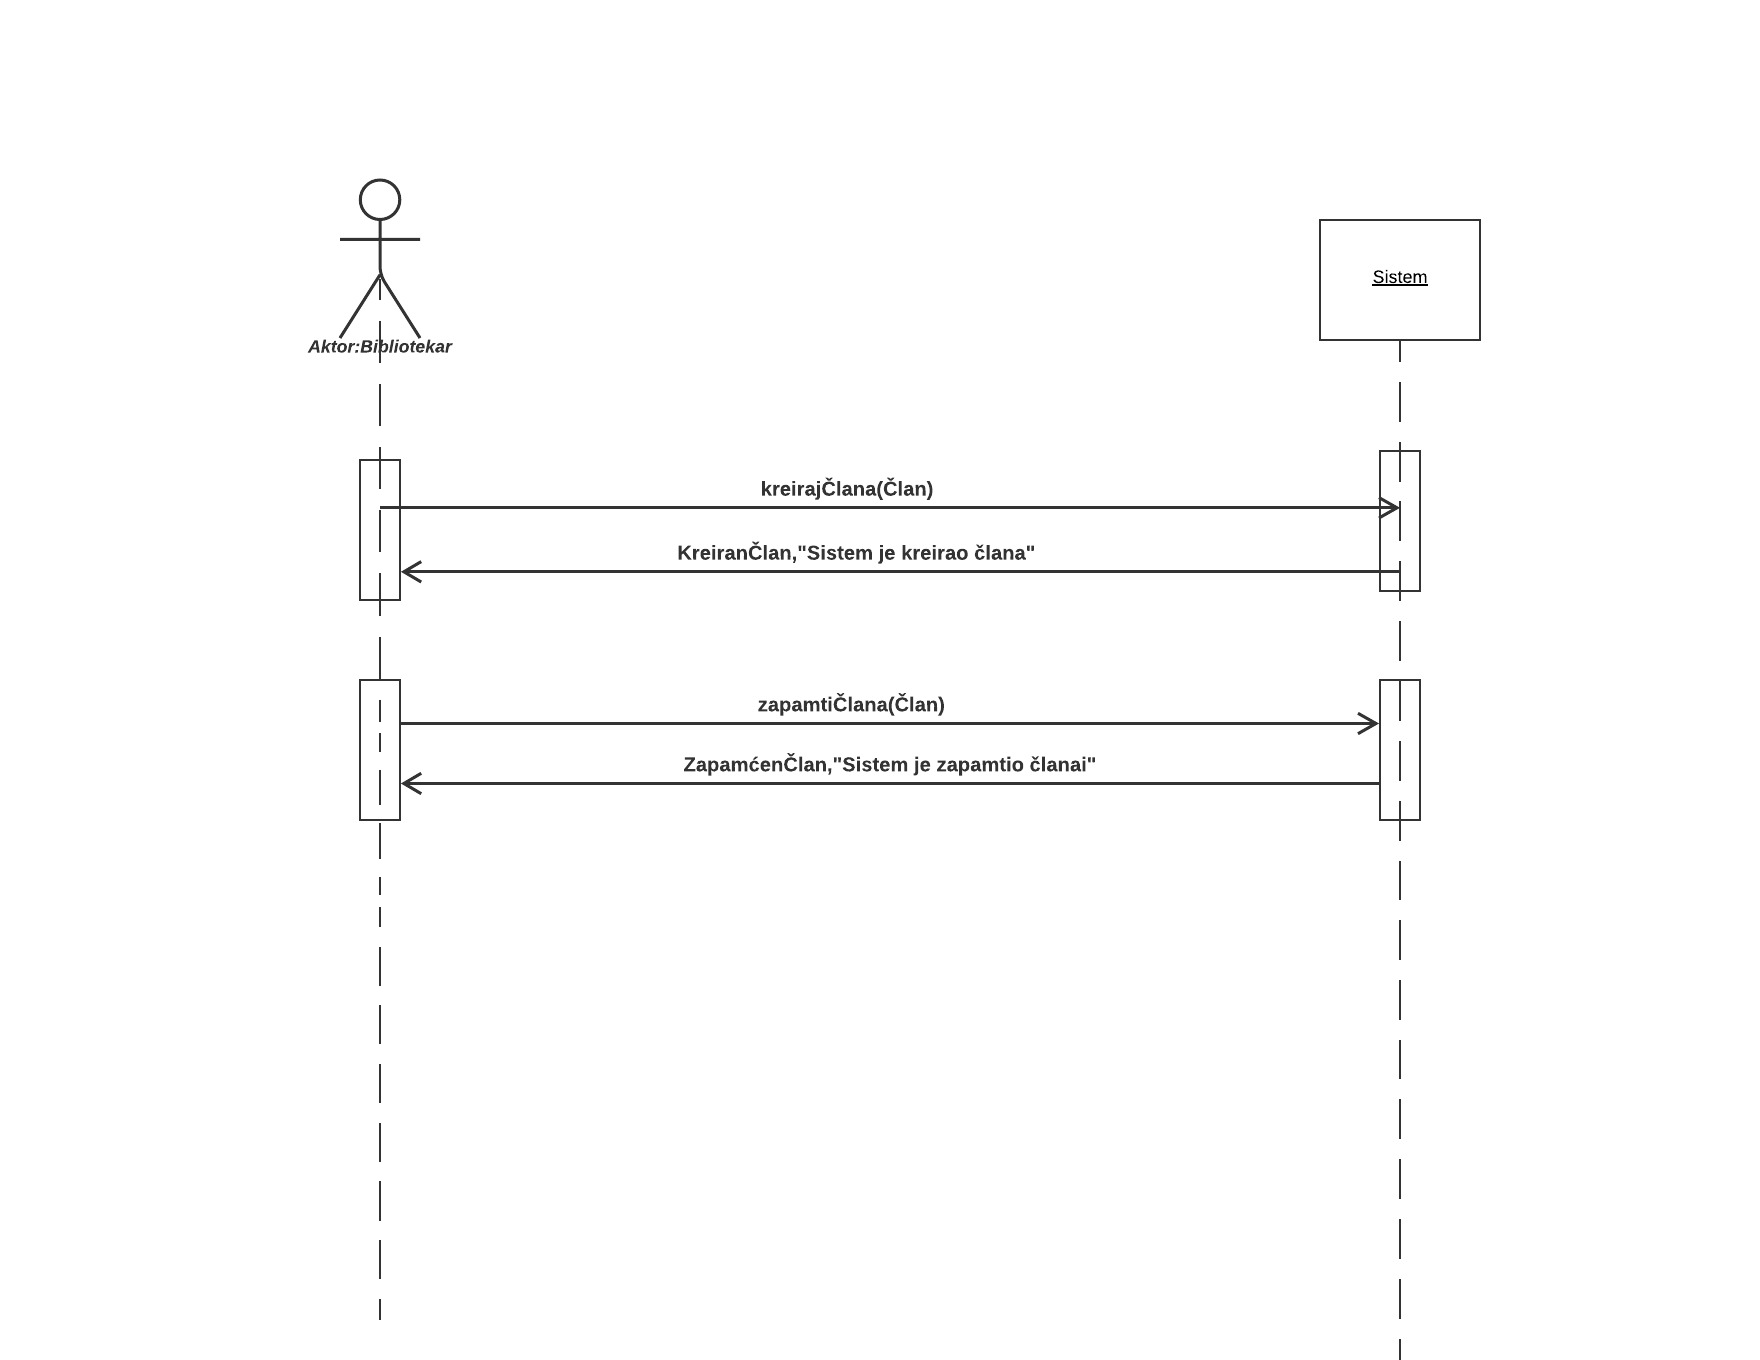 Sistem
Aktor:Bibliotekar
kreirajČlana(Član)
KreiranČlan,"Sistem je kreirao člana"
zapamtiČlana(Član)
ZapamćenČlan,"Sistem je zapamtio članai"